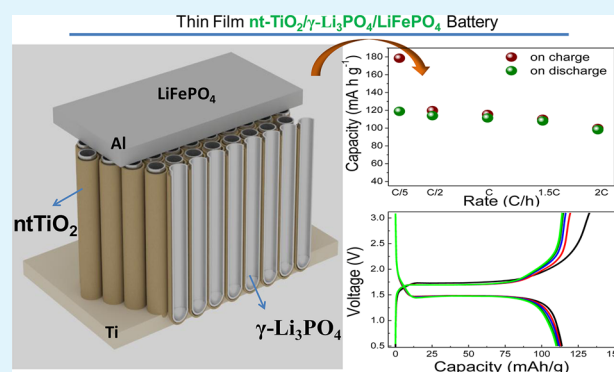 Thin Film nt-TiO₂/γ-Li₃PO₄/LiFePO₄ Battery
LiFePO₄
Al
ntTiO₂
Ti
γ-Li₃PO₄
Capacity (mA h g⁻¹)
180
160
140
120
100
80
60
40
on charge
on discharge
C/5 C/2 C 1.5C 2C
Rate (C/h)
Voltage (V)
3.0
2.5
2.0
1.5
1.0
0.5
0 25 50 75 100 125 150
Capacity (mAh/g)